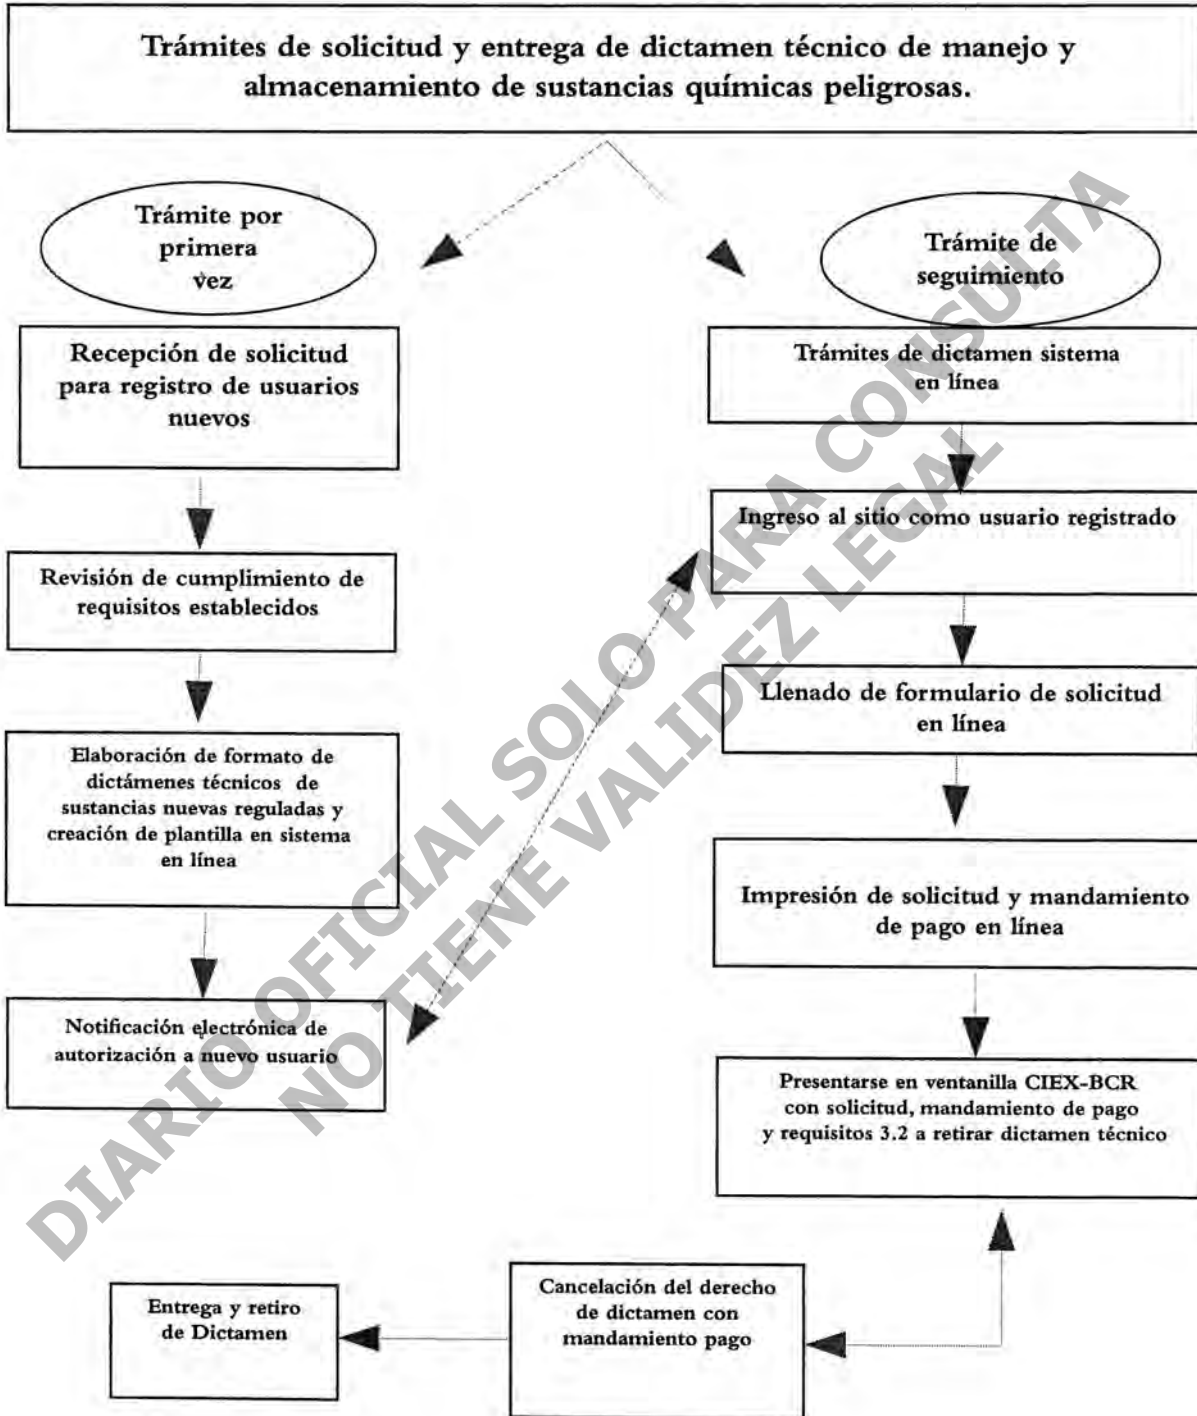 Trámites de solicitud y entrega de dictamen técnico de manejo y
almacenamiento de sustancias químicas peligrosas.
Trámite por
primera
vez
Recepción de solicitud
para registro de usuarios
nuevos
Revisión de cumplimiento de
requisitos establecidos
Elaboración de formato de
dictámenes técnicos de
sustancias nuevas reguladas y
creación de plantilla en sistema
en línea
Notificación electrónica de
autorización a nuevo usuario
Trámite de
seguimiento
Trámites de dictamen sistema
en línea
Ingreso al sitio como usuario registrado
Llenado de formulario de solicitud
en línea
Impresión de solicitud y mandamiento
de pago en línea
Presentarse en ventanilla CIEX-BCR
con solicitud, mandamiento de pago
y requisitos 3.2 a retirar dictamen técnico
Cancelación del derecho
de dictamen con
mandamiento pago
Entrega y retiro
de Dictamen
DIARIO OFICIAL SOLO PARA CONSULTA
NO TIENE VALIDEZ LEGAL